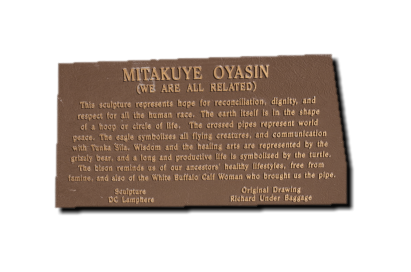 MITAKUYE OYASIN
(WE ARE ALL RELATED)
This sculpture represents hope for reconciliation, dignity, and
respect for all the human race. The earth itself is in the shape
of a hoop or circle of life. The crossed pipes represent world
peace. The eagle symbolizes all flying creatures, and communication
with Tunka Sila. Wisdom and the healing arts are represented by the
grizzly bear, and a long and productive life is symbolized by the turtle.
The bison reminds us of our ancestors' healthy lifestyles, free from
famine, and also of the White Buffalo Calf Woman who brought us the pipe.
Sculpture
DC Lamphere
Original Drawing
Richard Under Baggage